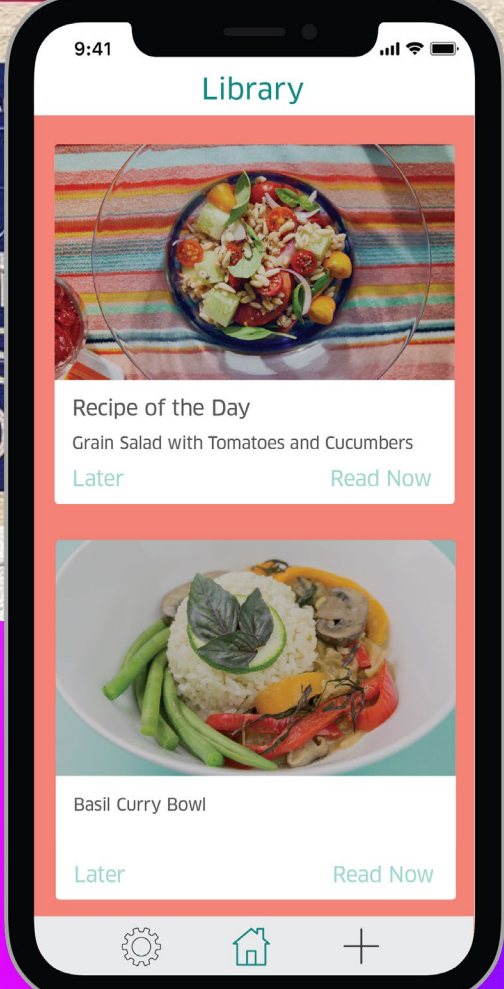 9:41
Library
Recipe of the Day
Grain Salad with Tomatoes and Cucumbers
Later Read Now
Basil Curry Bowl
Later Read Now